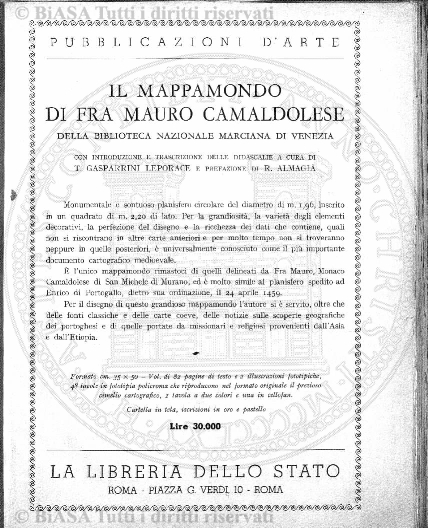 © BiASA Tutti i diritti riservati
PUBBLICAZIONI D'ARTE
IL MAPPAMONDO
DI FRA MAURO CAMALDOLESE
DELLA BIBLIOTECA NAZIONALE MARCIANA DI VENEZIA
CON INTRODUZIONE E TRASCRIZIONE DELLE DIDASCALIE A CURA DI
T. GASPARRINI LEPORACE E PREFAZIONE DI R. ALMAGIA
Monumentale e sontuoso planisfero circolare del diametro di m. 1,96, inscrito
in un quadrato di m. 2,20 di lato. Per la grandiosità, la varietà degli elementi
decorativi, la perfezione del disegno e la ricchezza dei dati che contiene, quali
non si riscontrano in altre carte anteriori e per molto tempo non si troveranno
neppure in quelle posteriori, è universalmente conosciuto come il più importante
documento cartografico medioevale.
È l'unico mappamondo rimastoci di quelli delineati da Fra Mauro, Monaco
Camaldolese di San Michele di Murano, ed è molto simile al planisfero spedito ad
Enrico di Portogallo, dietro sua ordinazione, il 24 aprile 1459.
Per il disegno di questo grandioso mappamondo l'autore si è servito, oltre che
delle fonti classiche e delle carte coeve, delle notizie sulle scoperte geografiche
dei portoghesi e di quelle portate da missionari e religiosi provenienti dall'Asia
e dall'Etiopia.
Formato cm. 35 × 50 - Vol. di 82 pagine di testo e 2 illustrazioni fototipiche,
48 tavole in fototipia policroma che riproducono nel formato originale il prezioso
cimelio cartografico, 1 tavola a due colori e una in cellofan.
Cartella in tela, iscrizioni in oro e pastello
Lire 30.000
LA LIBRERIA DELLO STATO
ROMA - PIAZZA G. VERDI, 10 - ROMA
© BiASA Tutti i diritti riservati